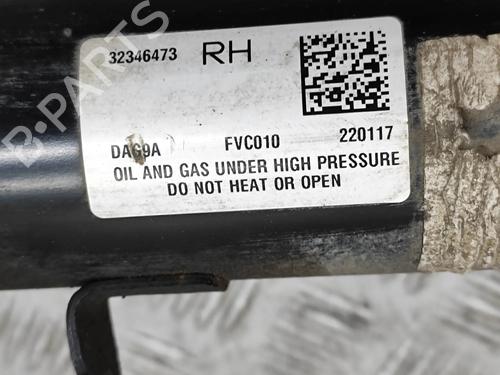 32346473 RH
DAG9A FVC010 220117
OIL AND GAS UNDER HIGH PRESSURE
DO NOT HEAT OR OPEN
B-PARTS